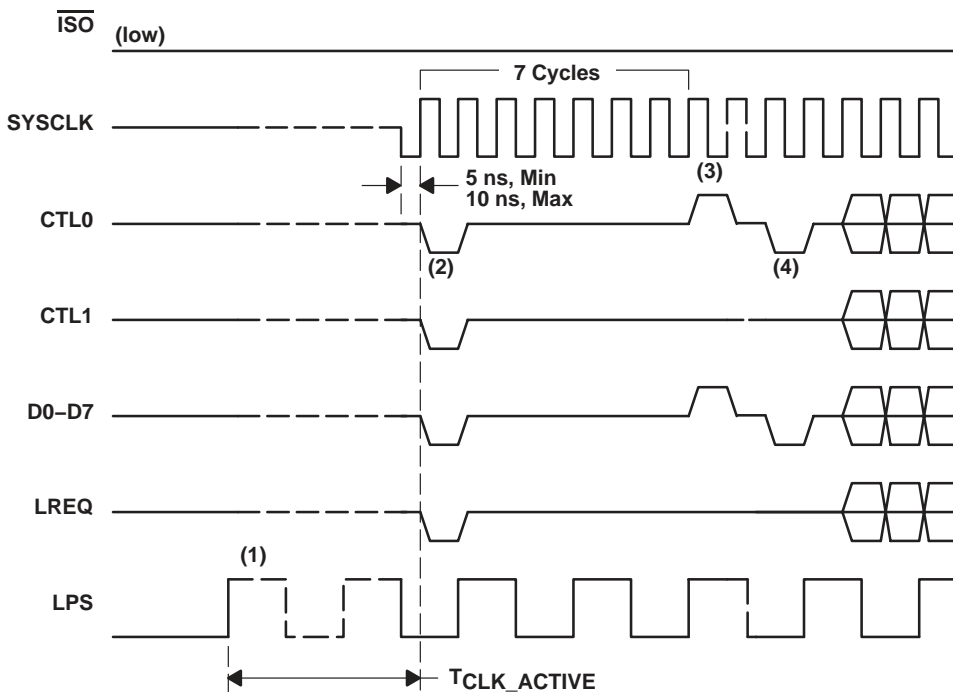 ISO
(low)
7 Cycles
SYSCLK
(3)
5 ns, Min
10 ns, Max
CTL0
(2)
(4)
CTL1
D0–D7
LREQ
(1)
LPS
TCLK_ACTIVE